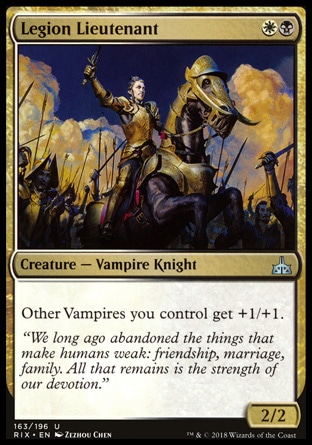 Legion Lieutenant
Creature — Vampire Knight
Other Vampires you control get +1/+1.
“We long ago abandoned the things that
make humans weak: friendship, marriage,
family. All that remains is the strength of
our devotion.”
2/2
163/196 U
RIX • EN Zezhou Chen
™ & © 2018 Wizards of the Coast